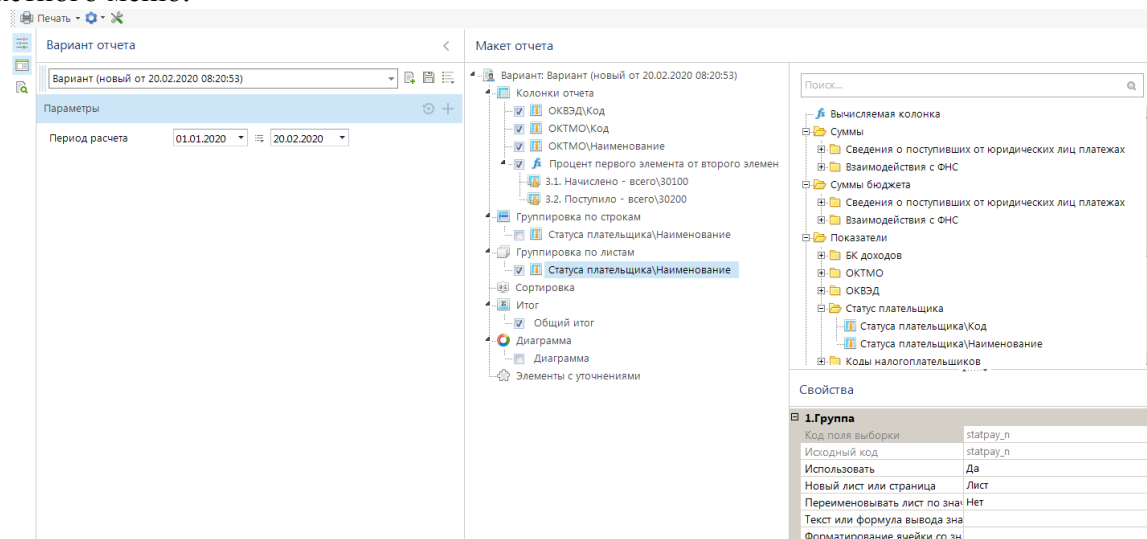 Печать
Вариант отчета
Вариант (новый от 20.02.2020 08:20:53)
Параметры
Период расчета 01.01.2020 20.02.2020
Макет отчета
Вариант: Вариант (новый от 20.02.2020 08:20:53)
Колонки отчета
ОКВЭД\Код
ОКТМО\Код
ОКТМО\Наименование
Процент первого элемента от второго элемен
3.1. Начислено - всего\30100
3.2. Поступило - всего\30200
Группировка по строкам
Статуса плательщика\Наименование
Группировка по листам
Статуса плательщика\Наименование
Сортировка
Итог
Общий итог
Диаграмма
Диаграмма
Элементы с уточнениями
Поиск...
Вычисляемая колонка
Суммы
Сведения о поступивших от юридических лиц платежах
Взаимодействия с ФНС
Суммы бюджета
Сведения о поступивших от юридических лиц платежах
Взаимодействия с ФНС
Показатели
БК доходов
ОКТМО
ОКВЭД
Статус плательщика
Статуса плательщика\Код
Статуса плательщика\Наименование
Коды налогоплательщиков
Свойства
1.Группа
Код поля выборки statpay_n
Исходный код statpay_n
Использовать Да
Новый лист или страница Лист
Переименовывать лист по знач Нет
Текст или формула вывода зна
Форматирование ячейки со зн